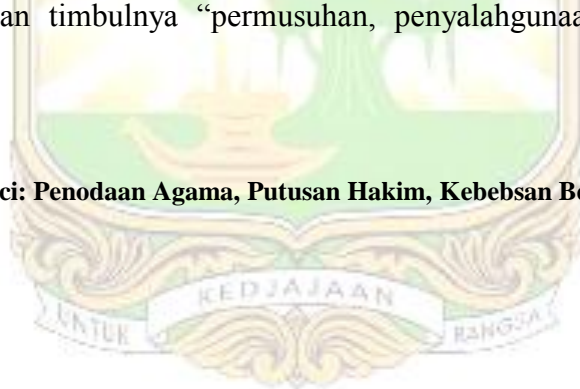 an timbulnya “permusuhan, penyalahgunaa
ci: Penodaan Agama, Putusan Hakim, Kebebsan Be
KEDJAJAAN
UNTUK BANGSA